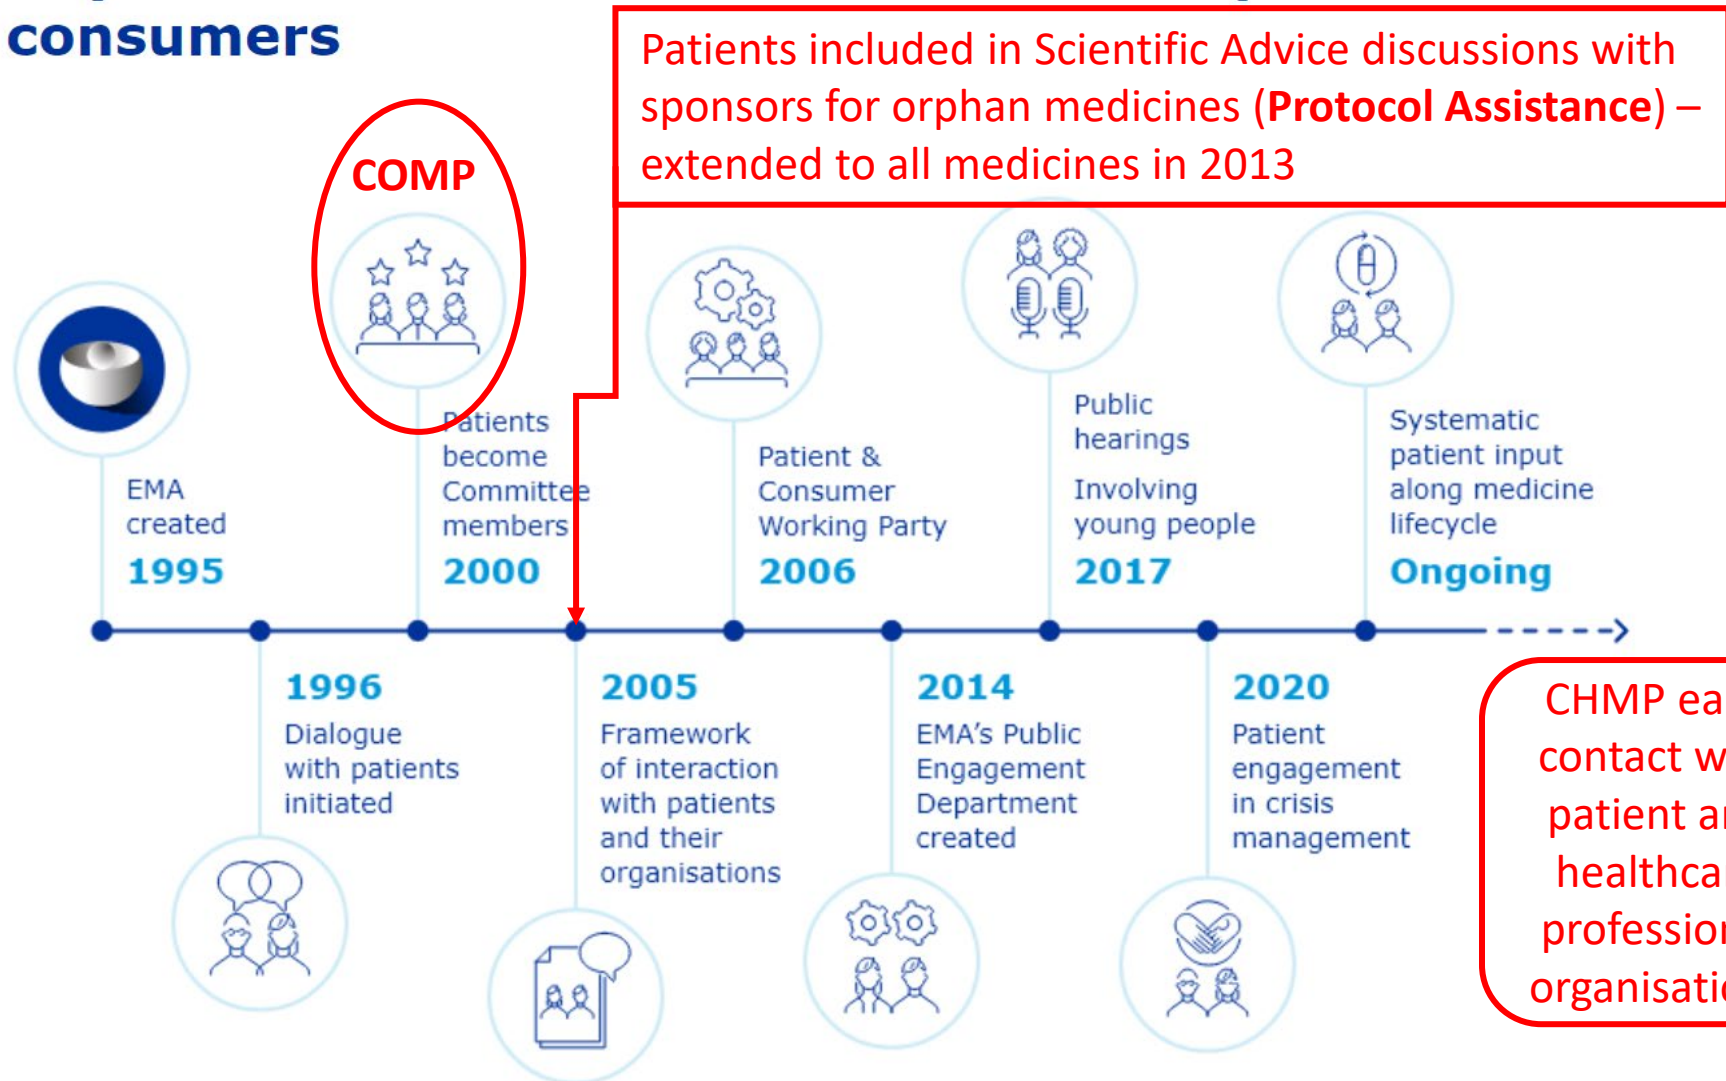 consumers
Patients included in Scientific Advice discussions with
sponsors for orphan medicines (Protocol Assistance) –
extended to all medicines in 2013
COMP
EMA
created
1995
Patients
become
Committee
members
2000
Patient &
Consumer
Working Party
2006
Public
hearings
Involving
young people
2017
Systematic
patient input
along medicine
lifecycle
Ongoing
1996
Dialogue
with patients
initiated
2005
Framework
of interaction
with patients
and their
organisations
2014
EMA's Public
Engagement
Department
created
2020
Patient
engagement
in crisis
management
CHMP
contact
patient